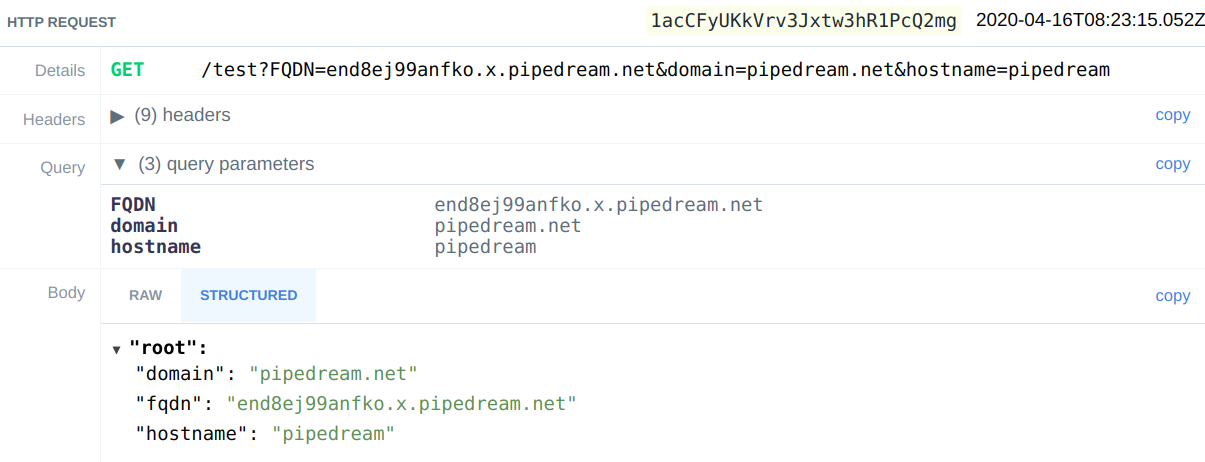 HTTP REQUEST 1acCFyUKkVrv3Jxtw3hR1PcQ2mg 2020-04-16T08:23:15.052Z
Details GET /test?FQDN=end8ej99anfko.x.pipedream.net&domain=pipedream.net&hostname=pipedream
Headers ▶ (9) headers copy
Query ▼ (3) query parameters copy
FQDN end8ej99anfko.x.pipedream.net
domain pipedream.net
hostname pipedream
Body RAW STRUCTURED copy
▼ "root":
"domain": "pipedream.net"
"fqdn": "end8ej99anfko.x.pipedream.net"
"hostname": "pipedream"